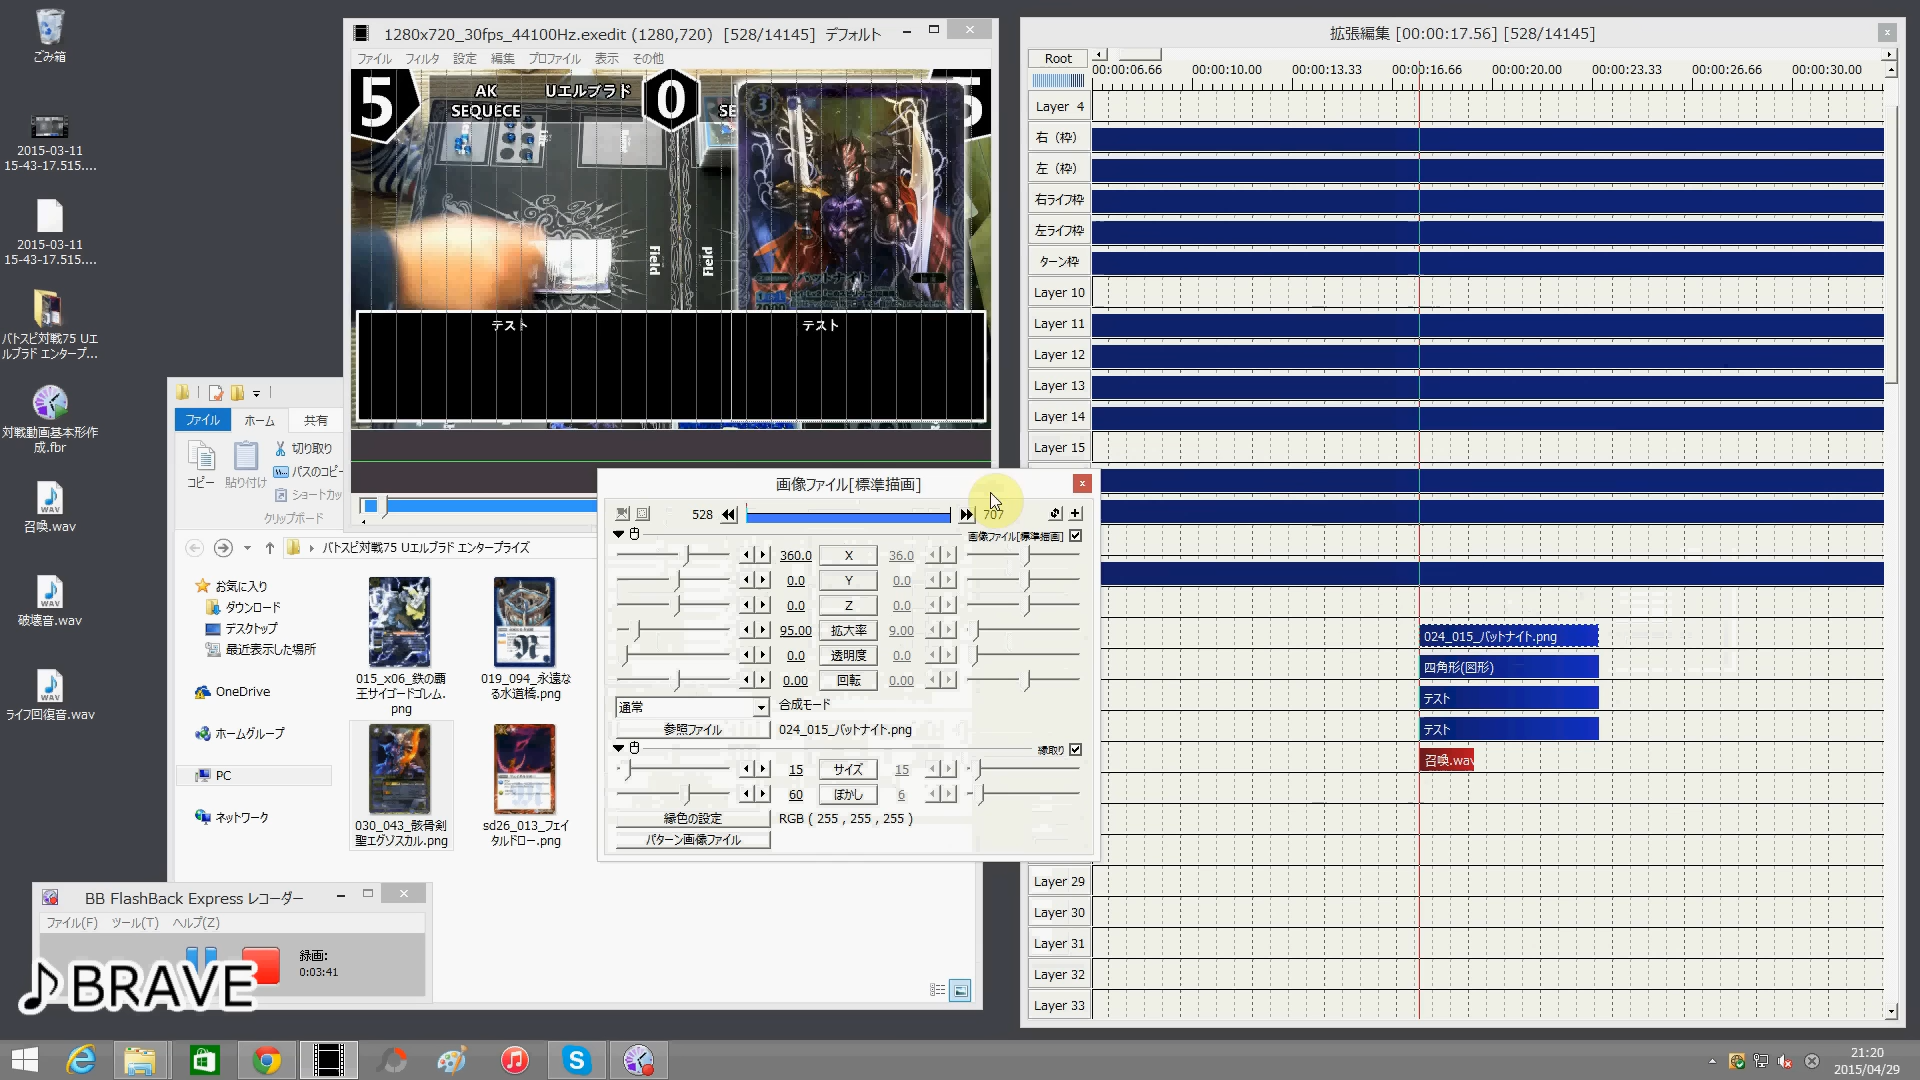 ごみ箱
2015-03-11
15-43-17.515....
2015-03-11
15-43-17.515....
バトスピ対戦75 Uエ
ルブラド エンタープ...
対戦動画基本形作
成.fbr
召喚.wav
破壊音.wav
ライフ回復音.wav
1280x720_30fps_44100Hz.exedit (1280,720) [528/14145] デフォルト
ファイル フィルタ 設定 編集 プロファイル 表示 その他
5
AK
SEQUECE
Uエルブラド
0
SE
5
3
Field
Field
バットナイト
テスト
テスト
ファイル ホーム 共有
コピー
貼り付け
切り取り
パスのコピー
ショートカッ
クリップボード
バトスピ対戦75 Uエルブラド エンタープライズ
お気に入り
ダウンロード
デスクトップ
最近表示した場所
OneDrive
ホームグループ
PC
ネットワーク
015_x06_鉄の覇
王サイゴードゴレム.
png
019_094_永遠な
る水道橋.png
030_043_骸骨剣
聖エグゾスカル.png
sd26_013_フェイ
タルドロー.png
画像ファイル[標準描画]
528
707
画像ファイル[標準描画]
360.0 X 36.0
0.0 Y 0.0
0.0 Z 0.0
95.00 拡大率 9.00
0.0 透明度 0.0
0.00 回転 0.00
通常 合成モード
参照ファイル 024_015_バットナイト.png
縁取り
15 サイズ 15
60 ぼかし 6
縁色の設定 RGB ( 255 , 255 , 255 )
パターン画像ファイル
拡張編集 [00:00:17.56] [528/14145]
Root
00:00:06.66 00:00:10.00 00:00:13.33 00:00:16.66 00:00:20.00 00:00:23.33 00:00:26.66 00:00:30.00
Layer 4
右（枠）
左（枠）
右ライフ枠
左ライフ枠
ターン枠
Layer 10
Layer 11
Layer 12
Layer 13
Layer 14
Layer 15
024_015_バットナイト.png
四角形(図形)
テスト
テスト
召喚.wav
Layer 29
Layer 30
Layer 31
Layer 32
Layer 33
BB FlashBack Express レコーダー
ファイル(F) ツール(T) ヘルプ(Z)
録画:
0:03:41
♪BRAVE
21:20
2015/04/29